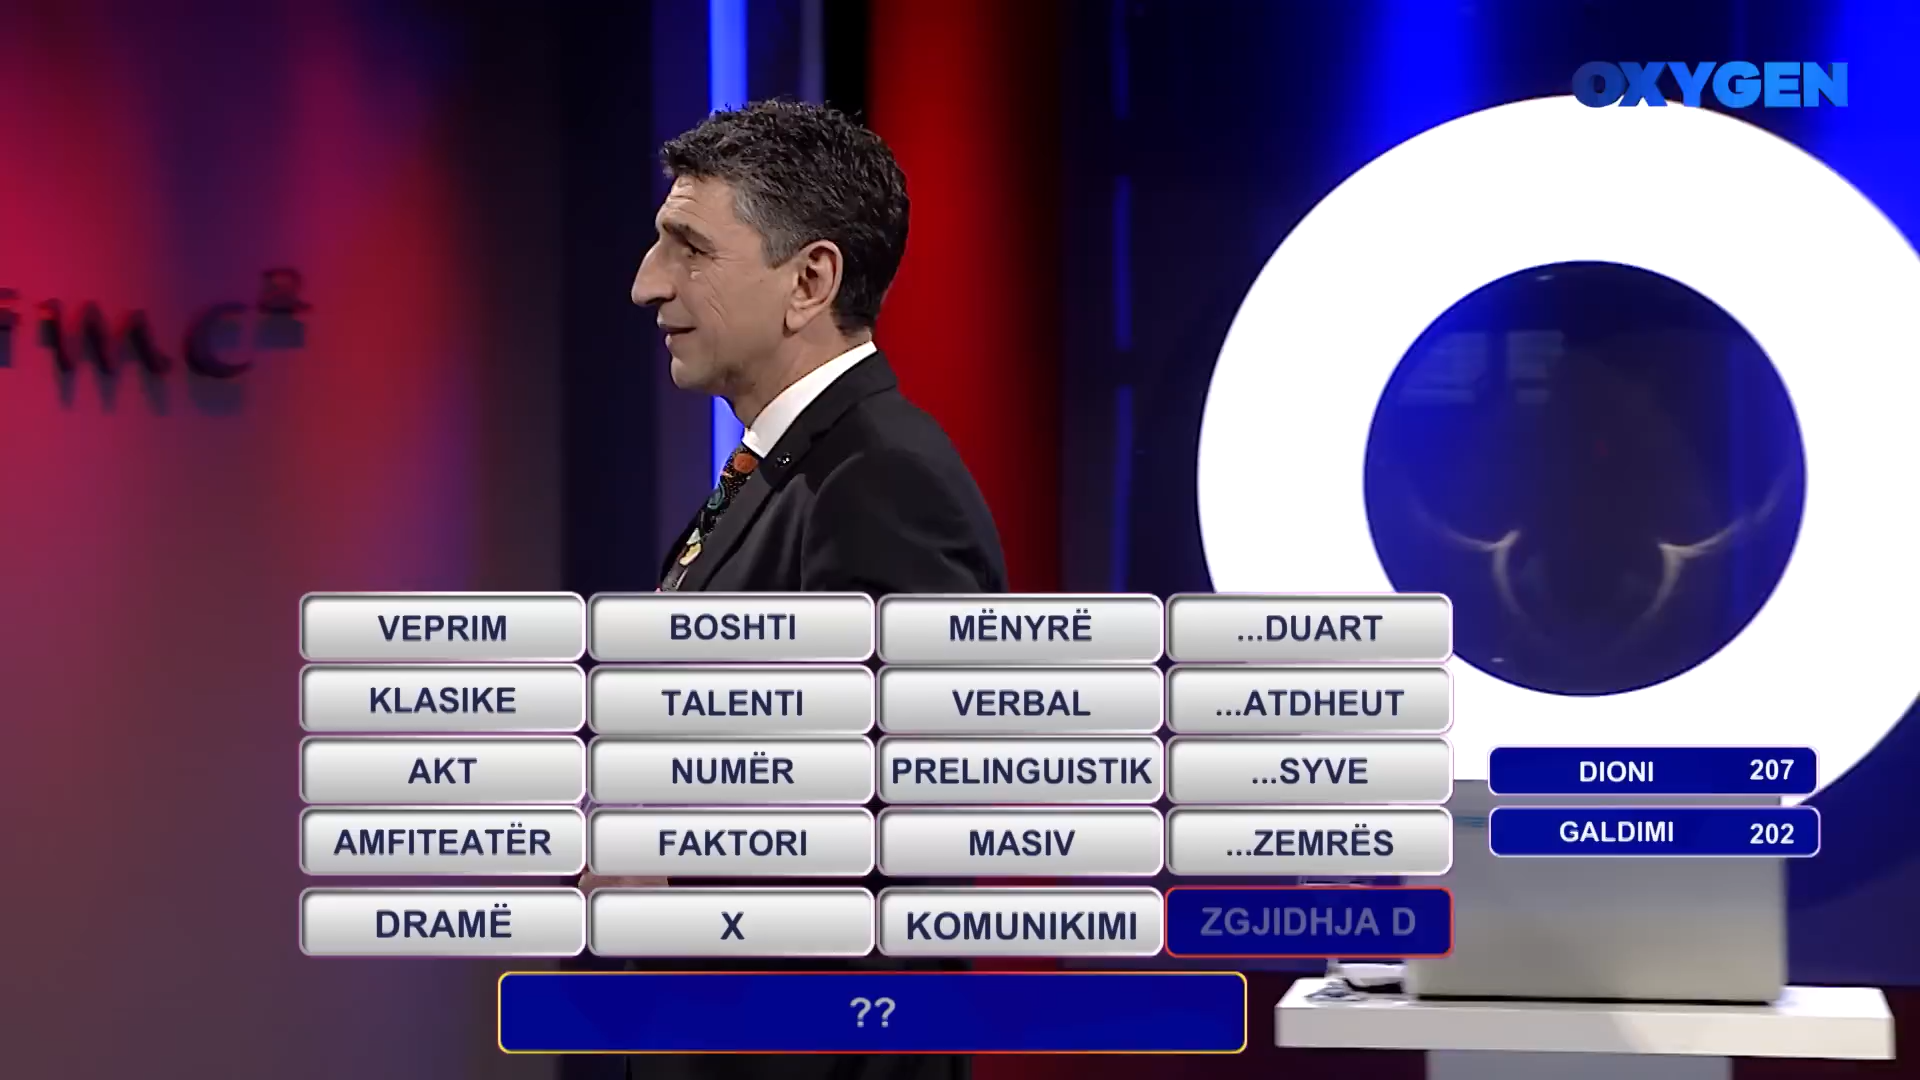 OXYGEN
imc²
VEPRIM
BOSHTI
MËNYRË
...DUART
KLASIKE
TALENTI
VERBAL
...ATDHEUT
AKT
NUMËR
PRELINGUISTIK
...SYVE
AMFITEATËR
FAKTORI
MASIV
...ZEMRËS
DRAMË
X
KOMUNIKIMI
ZGJIDHJA D
??
DIONI 207
GALDIMI 202